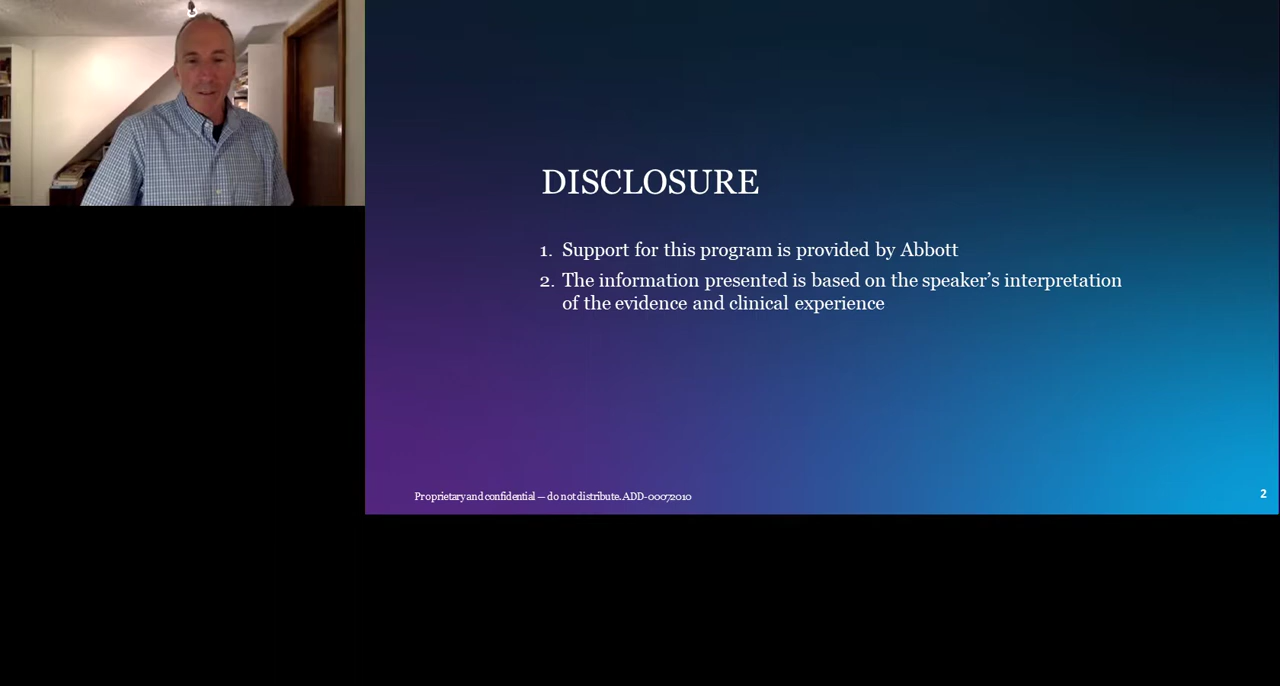 DISCLOSURE
1. Support for this program is provided by Abbott
2. The information presented is based on the speaker’s interpretation
of the evidence and clinical experience
Proprietary and confidential — do not distribute. ADD-00072010
2